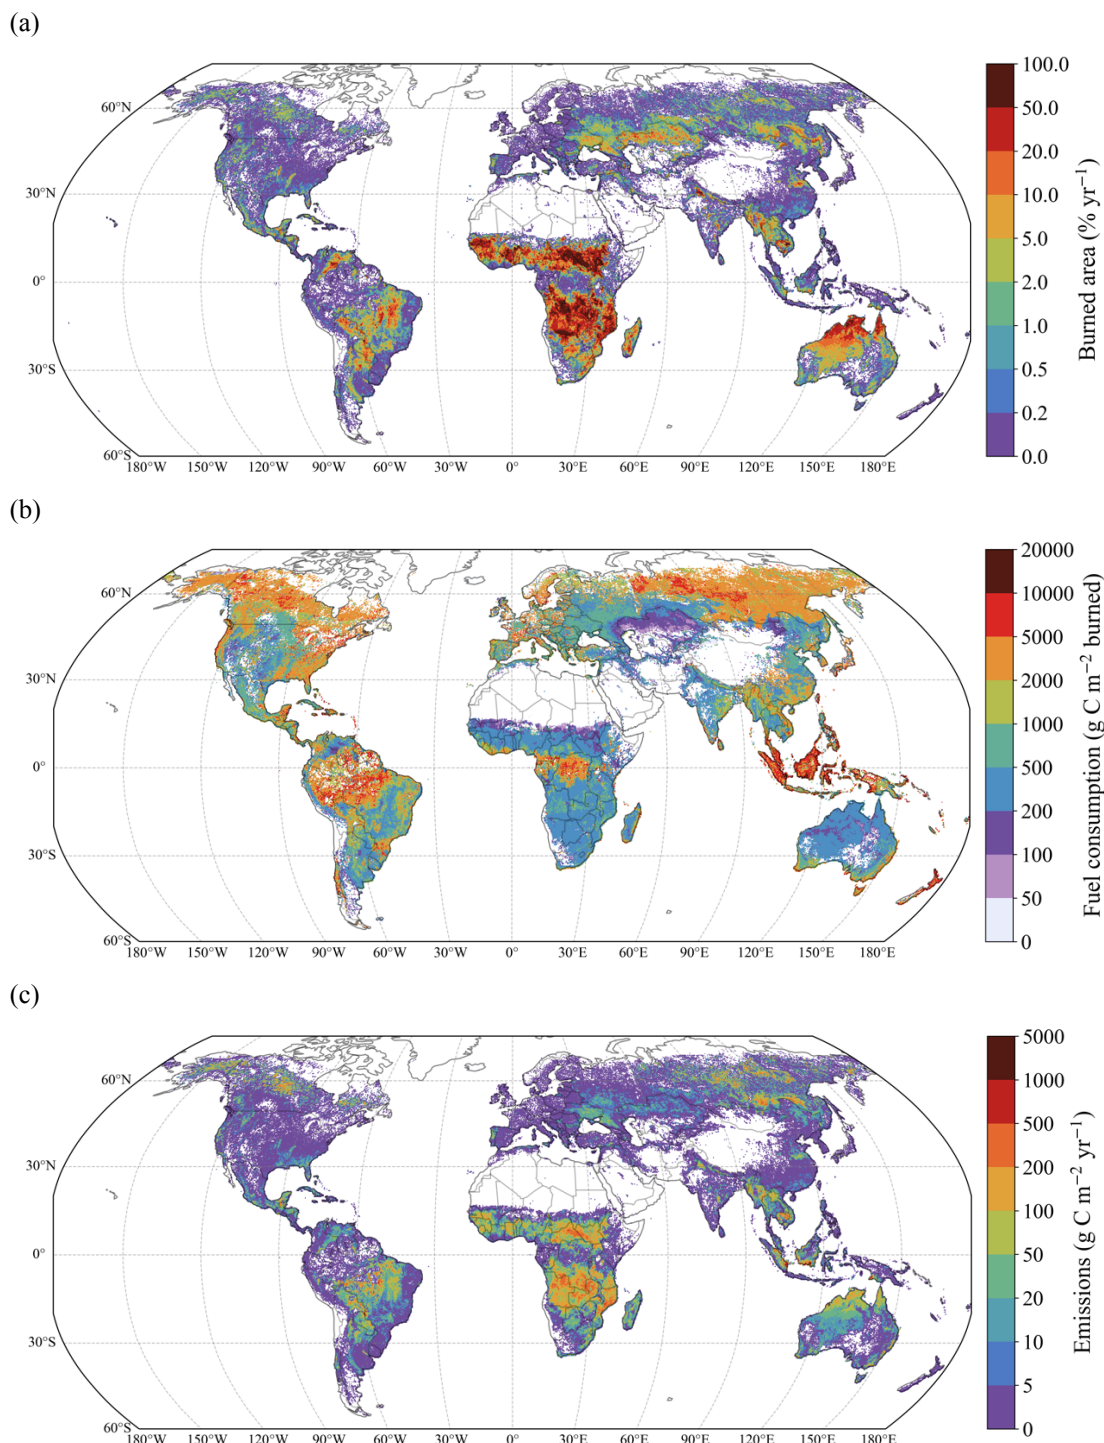 (a)
60°N
30°N
0°
30°S
60°S
180°W 150°W 120°W 90°W 60°W 30°W 0° 30°E 60°E 90°E 120°E 150°E 180°E
100.0
50.0
20.0
10.0
5.0
2.0
1.0
0.5
0.2
0.0
Burned area (% yr⁻¹)
(b)
60°N
30°N
0°
30°S
60°S
180°W 150°W 120°W 90°W 60°W 30°W 0° 30°E 60°E 90°E 120°E 150°E 180°E
20000
10000
5000
2000
1000
500
200
100
50
0
Fuel consumption (g C m⁻² burned)
(c)
60°N
30°N
0°
30°S
60°S
180°W 150°W 120°W 90°W 60°W 30°W 0° 30°E 60°E 90°E 120°E 150°E 180°E
5000
1000
500
200
100
50
20
10
5
0
Emissions (g C m⁻² yr⁻¹)